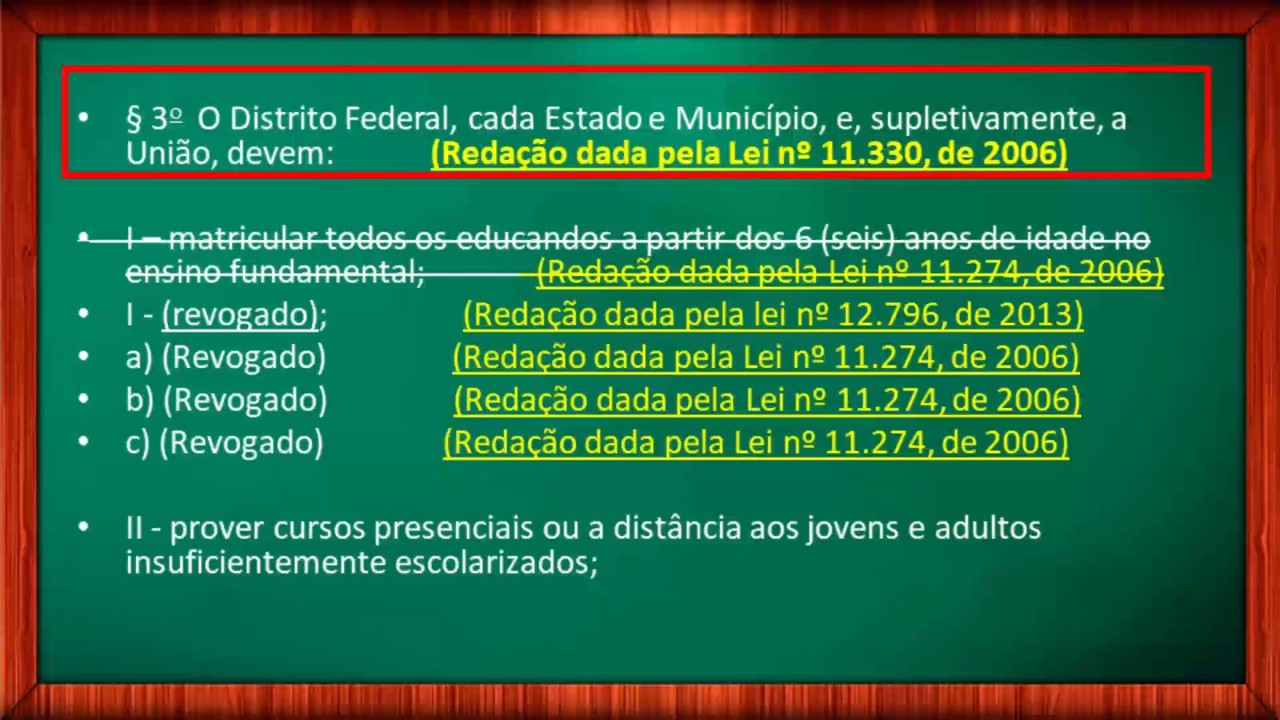 • § 3º O Distrito Federal, cada Estado e Município, e, supletivamente, a
União, devem: (Redação dada pela Lei nº 11.330, de 2006)
• I – matricular todos os educandos a partir dos 6 (seis) anos de idade no
ensino fundamental; (Redação dada pela Lei nº 11.274, de 2006)
• I - (revogado); (Redação dada pela lei nº 12.796, de 2013)
• a) (Revogado) (Redação dada pela Lei nº 11.274, de 2006)
• b) (Revogado) (Redação dada pela Lei nº 11.274, de 2006)
• c) (Revogado) (Redação dada pela Lei nº 11.274, de 2006)
• II - prover cursos presenciais ou a distância aos jovens e adultos
insuficientemente escolarizados;